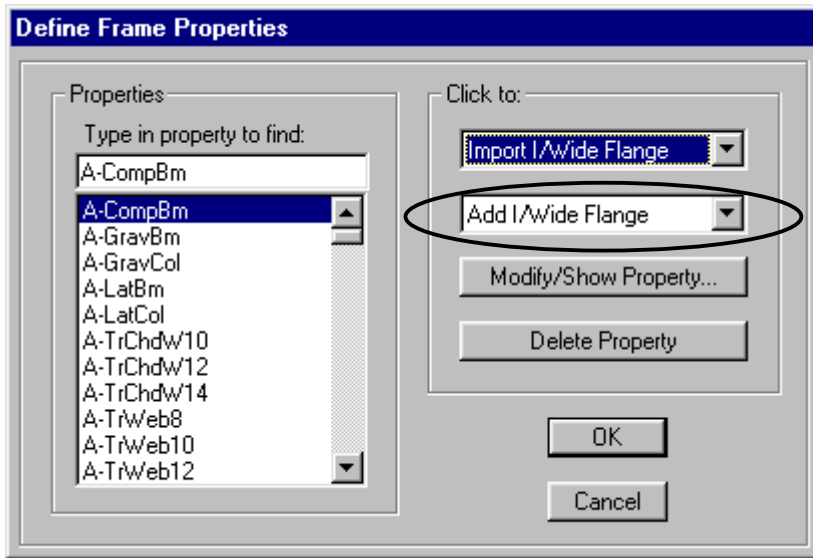 Define Frame Properties
Properties
Type in property to find:
A-CompBm
A-CompBm
A-GravBm
A-GravCol
A-LatBm
A-LatCol
A-TrChdW10
A-TrChdW12
A-TrChdW14
A-TrWeb8
A-TrWeb10
A-TrWeb12
Click to:
Import I/Wide Flange
Add I/Wide Flange
Modify/Show Property...
Delete Property
OK
Cancel